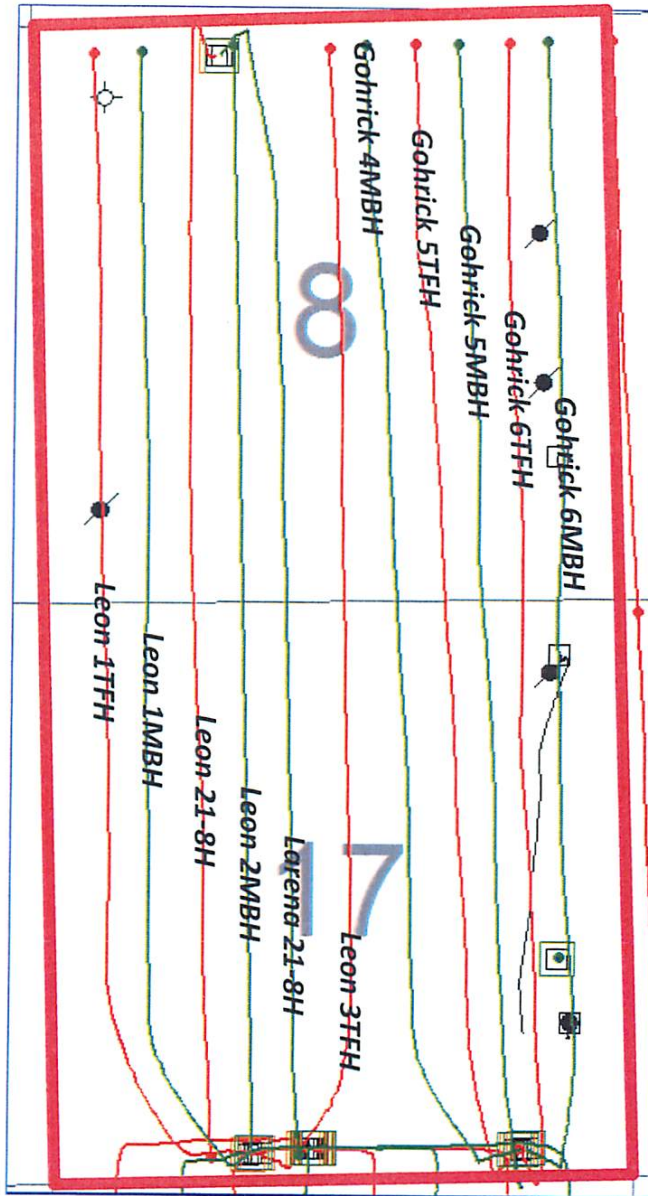 Gohrick 4MBH
Gohrick 5TFH
Gohrick 5MBH
Gohrick 6TFH
Gohrick 6MBH
8
Leon 1TFH
Leon 1MBH
Leon 21-8H
Leon 2MBH
Larena 21-8H
Leon 3TFH
17